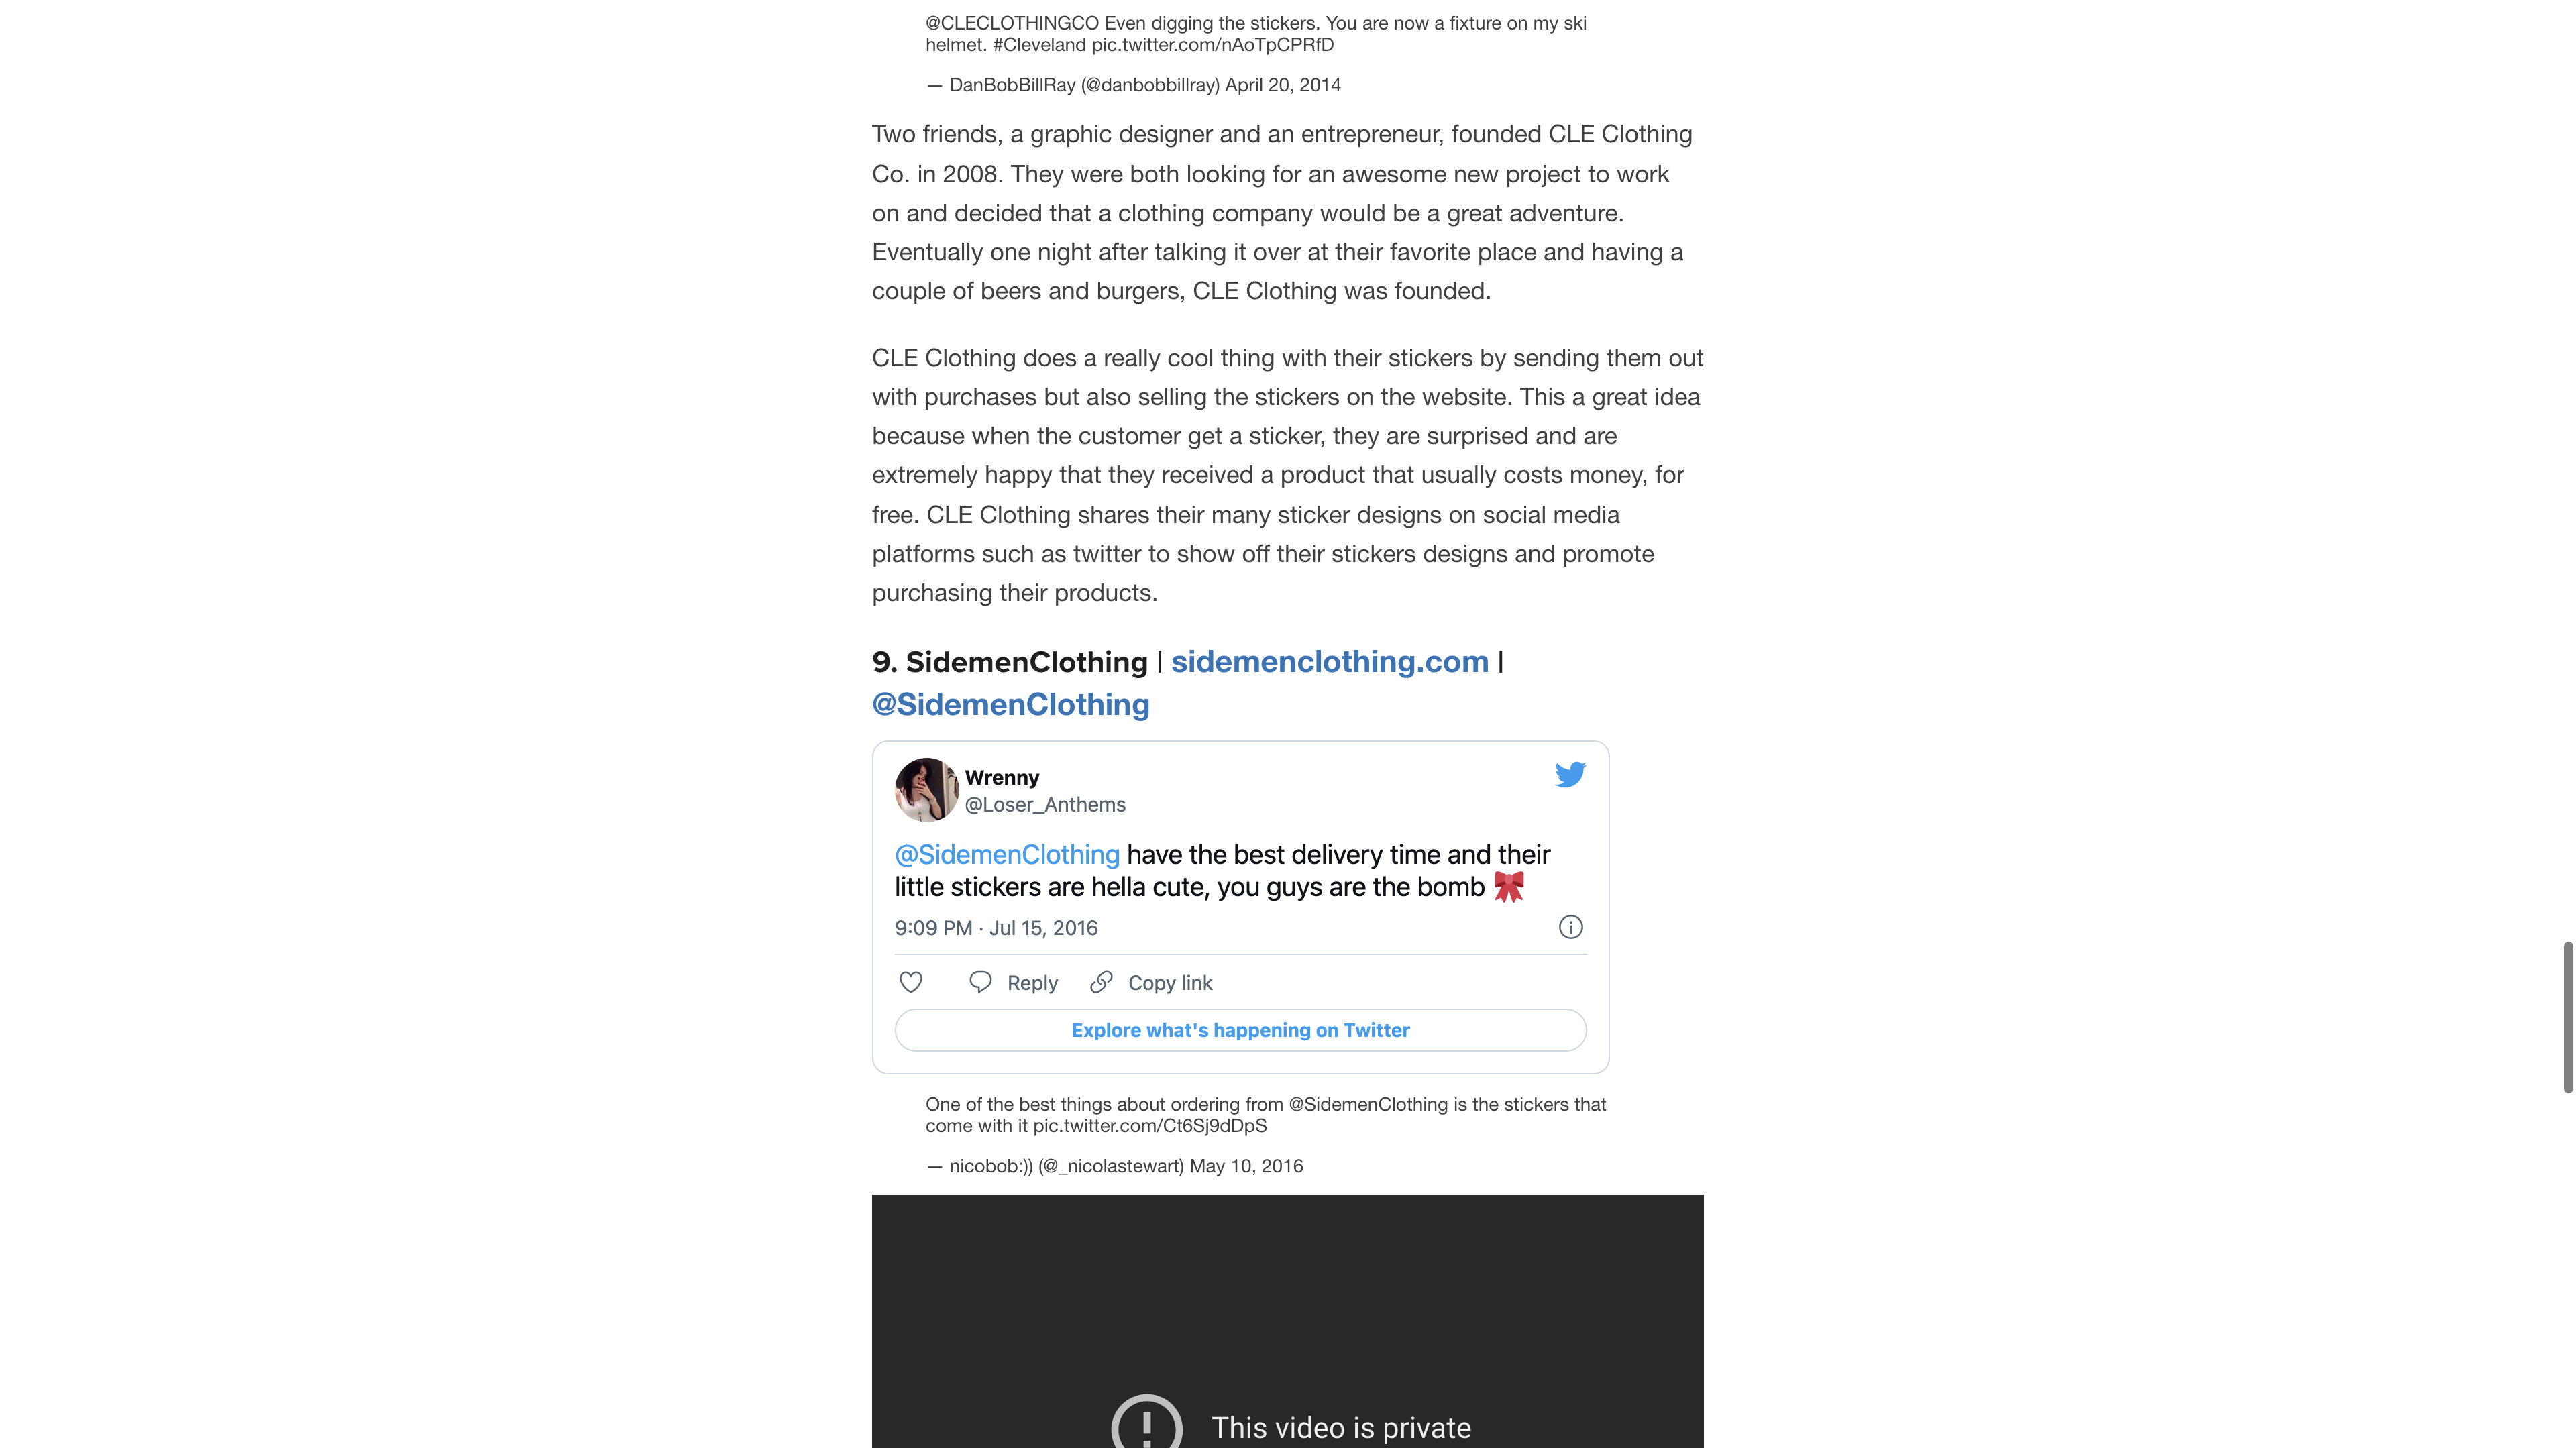 @CLECLOTHINGCO Even digging the stickers. You are now a fixture on my ski
helmet. #Cleveland pic.twitter.com/nAoTpCPRfD
— DanBobBillRay (@danbobbillray) April 20, 2014
Two friends, a graphic designer and an entrepreneur, founded CLE Clothing
Co. in 2008. They were both looking for an awesome new project to work
on and decided that a clothing company would be a great adventure.
Eventually one night after talking it over at their favorite place and having a
couple of beers and burgers, CLE Clothing was founded.
CLE Clothing does a really cool thing with their stickers by sending them out
with purchases but also selling the stickers on the website. This a great idea
because when the customer get a sticker, they are surprised and are
extremely happy that they received a product that usually costs money, for
free. CLE Clothing shares their many sticker designs on social media
platforms such as twitter to show off their stickers designs and promote
purchasing their products.
9. SidemenClothing | sidemenclothing.com |
@SidemenClothing
Wrenny
@Loser_Anthems
@SidemenClothing have the best delivery time and their
little stickers are hella cute, you guys are the bomb 🎀
9:09 PM · Jul 15, 2016
Reply Copy link
Explore what's happening on Twitter
One of the best things about ordering from @SidemenClothing is the stickers that
come with it pic.twitter.com/Ct6Sj9dDpS
— nicobob:)) (@_nicolastewart) May 10, 2016
This video is private